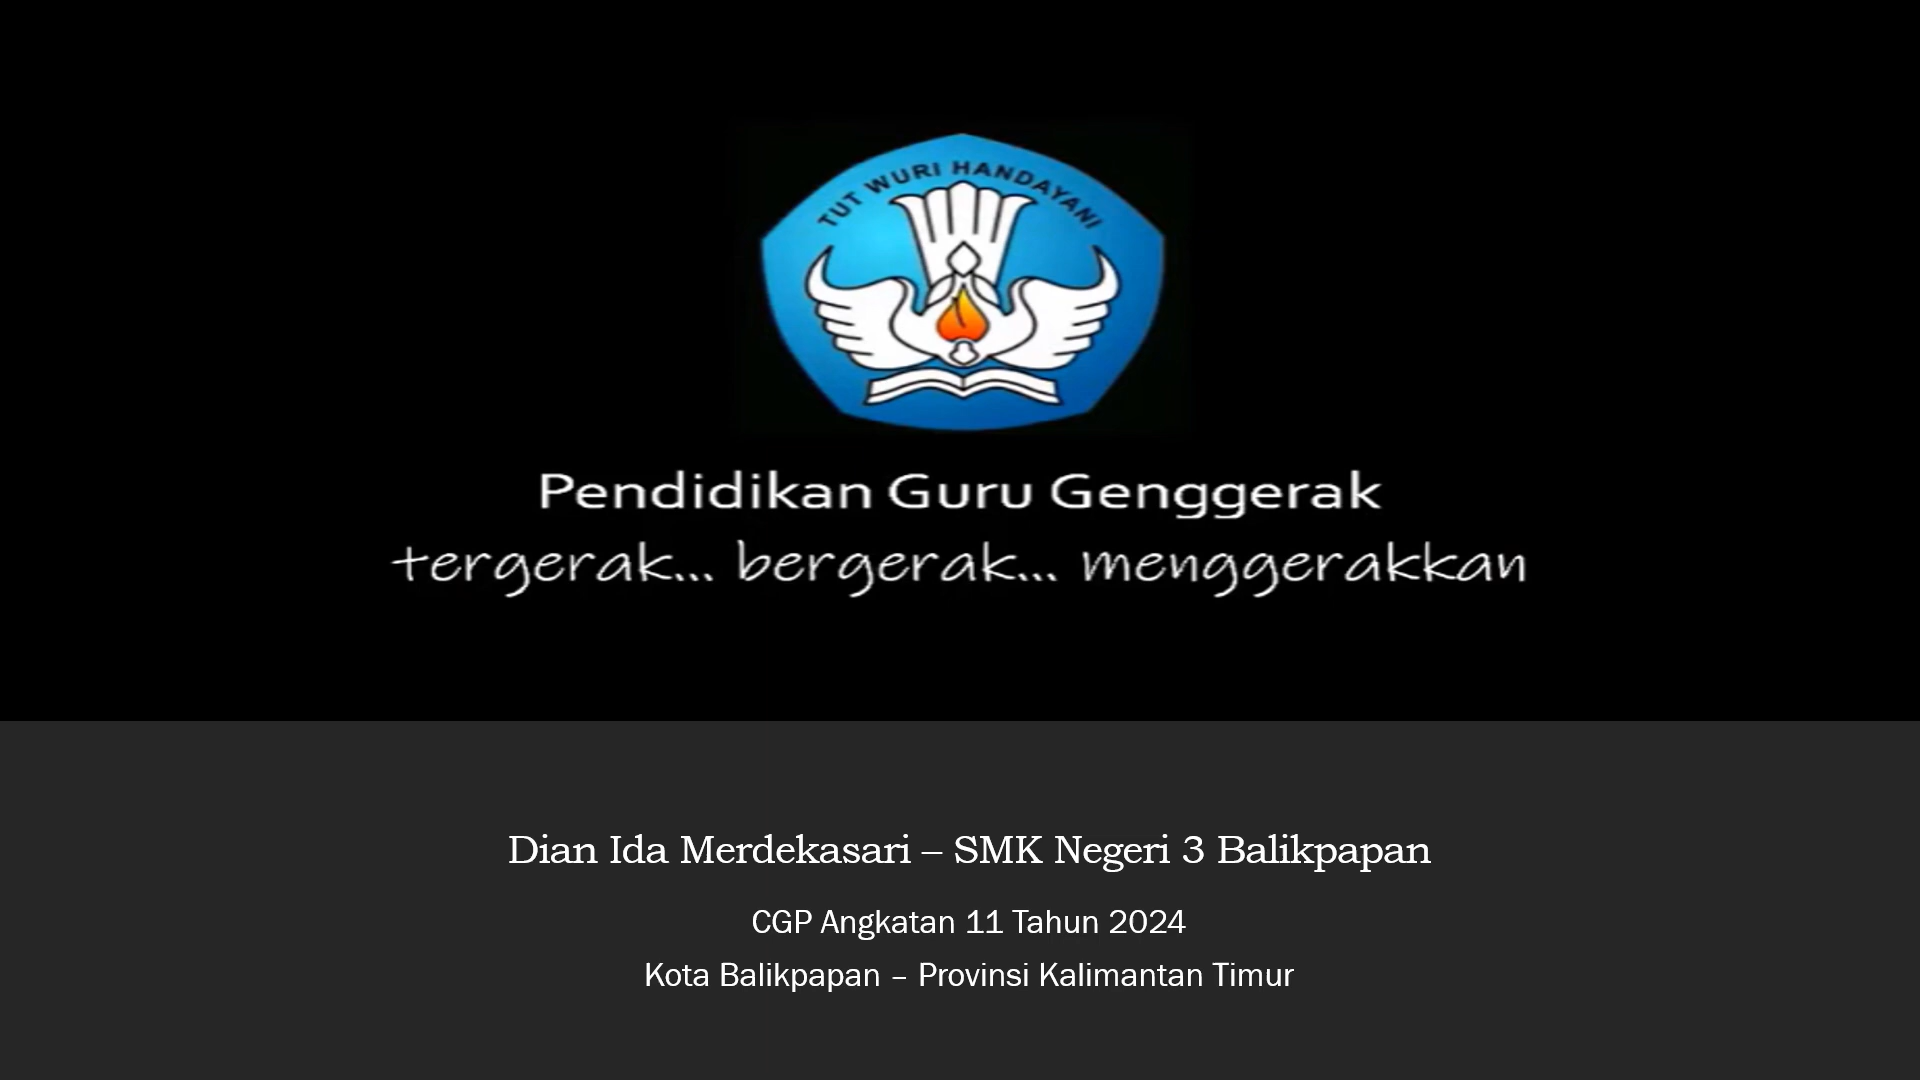 TUT WURI HANDAYANI
Pendidikan Guru Genggerak
tergerak... bergerak... menggerakkan
Dian Ida Merdekasari – SMK Negeri 3 Balikpapan
CGP Angkatan 11 Tahun 2024
Kota Balikpapan – Provinsi Kalimantan Timur